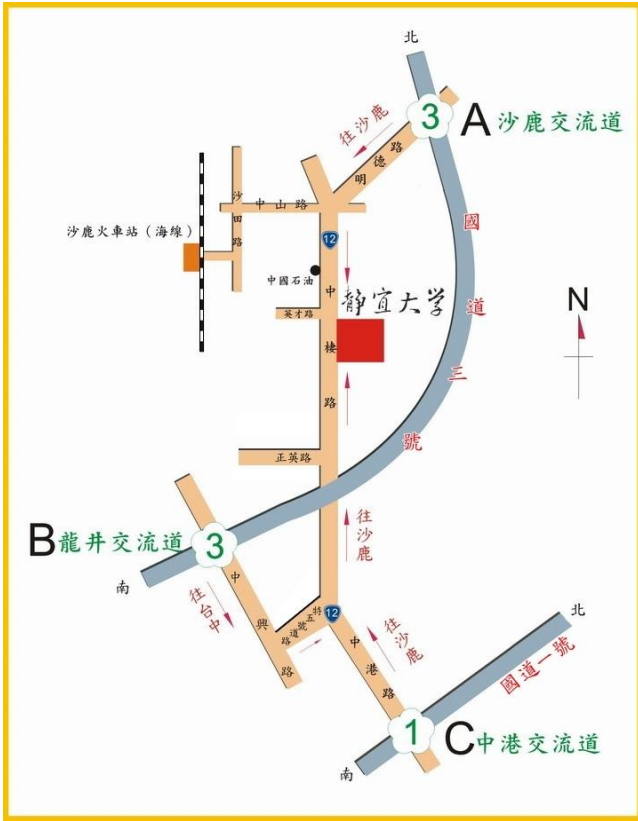 北
3
A 沙鹿交流道
往沙鹿
明德路
沙田路
中山路
國道三號
沙鹿火車站（海線）
12
中國石油
靜宜大学
英才路
中棲路
N
正英路
B 龍井交流道
3
南
往沙鹿
往台中
中興路
特五號道路
12
往沙鹿
中港路
北
國道一號
1
C 中港交流道
南